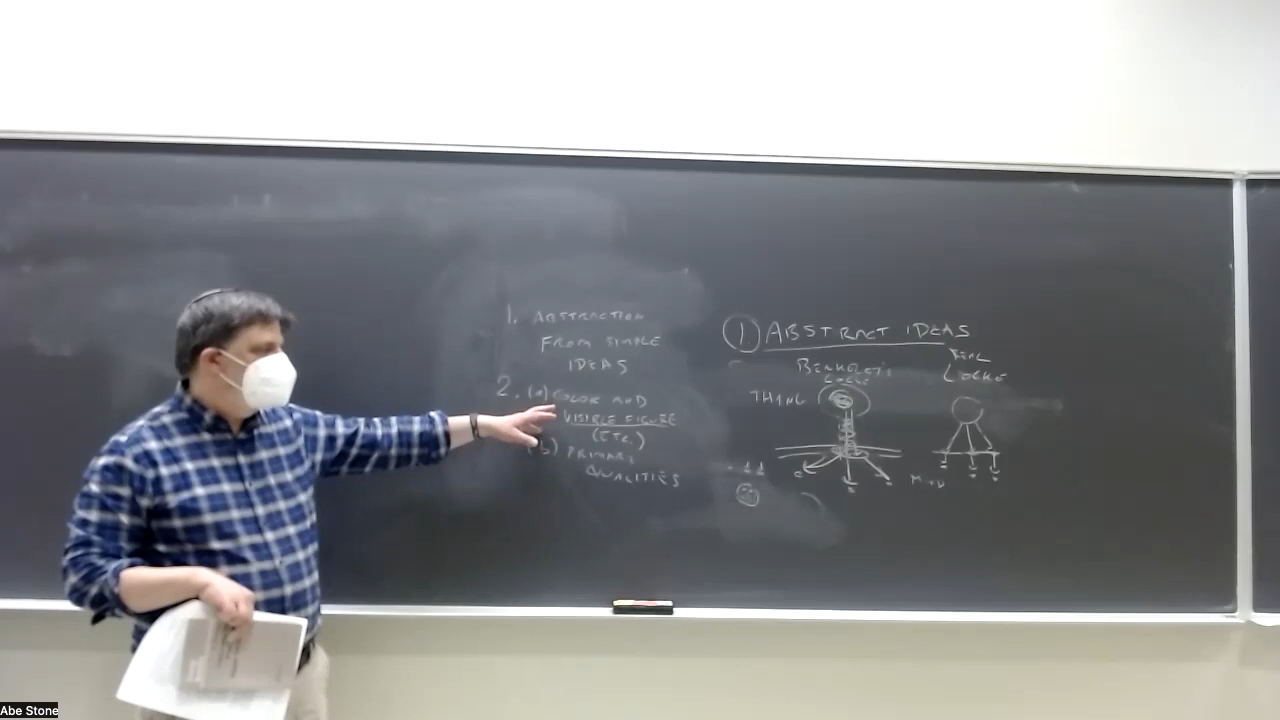 1. ABSTRACTION
FROM SIMPLE
IDEAS
2. (a) COLOR AND
VISIBLE FIGURE
(ETC.)
(b) PRIMARY
QUALITIES
① ABSTRACT IDEAS
BERKELEY'S
LOCKE
REAL
LOCKE
THING
MIND
Abe Stone